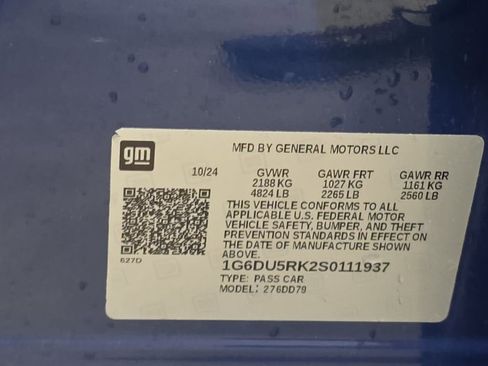 gm
MFD BY GENERAL MOTORS LLC
10/24 GVWR GAWR FRT GAWR RR
2188 KG 1027 KG 1161 KG
4824 LB 2265 LB 2560 LB
THIS VEHICLE CONFORMS TO ALL
APPLICABLE U.S. FEDERAL MOTOR
VEHICLE SAFETY, BUMPER, AND THEFT
PREVENTION STANDARDS IN EFFECT ON
THE DATE OF MANUFACTURE SHOWN
ABOVE.
627D
1G6DU5RK2S0111937
TYPE: PASS CAR
MODEL: 276DD79